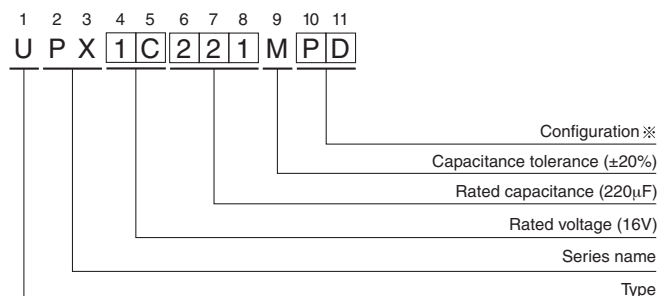 1 2 3 4 5 6 7 8 9 10 11
U P X 1 C 2 2 1 M P D
Configuration ※
Capacitance tolerance (±20%)
Rated capacitance (220μF)
Rated voltage (16V)
Series name
Type